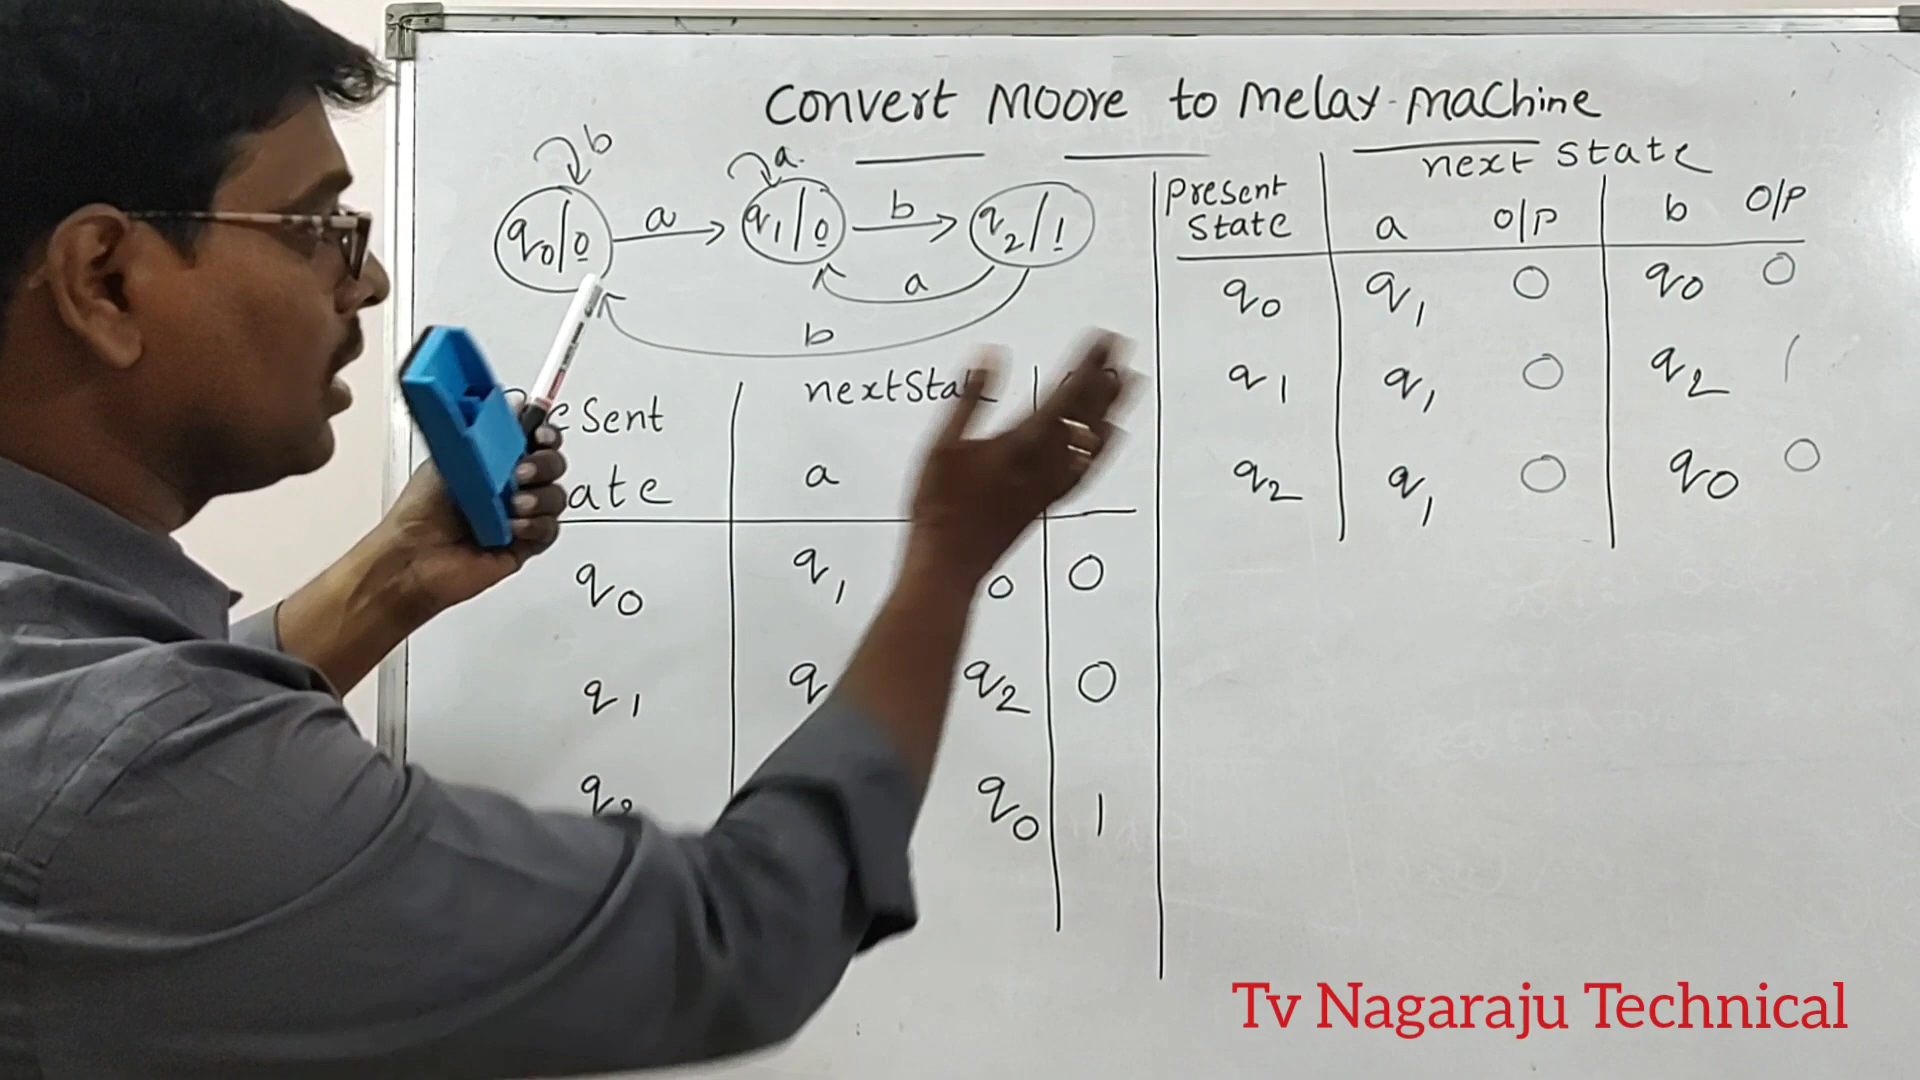 convert moore to melay-machine
b
a
q0/0
a
q1/0
b
q2/1
a
b
nextState
sent
ate
a
q0 q1 0 0
q1 q q2 0
q0 1
next State
Present State a O/P b O/P
q0 q1 0 q0 0
q1 q1 0 q2 1
q2 q1 0 q0 0
Tv Nagaraju Technical